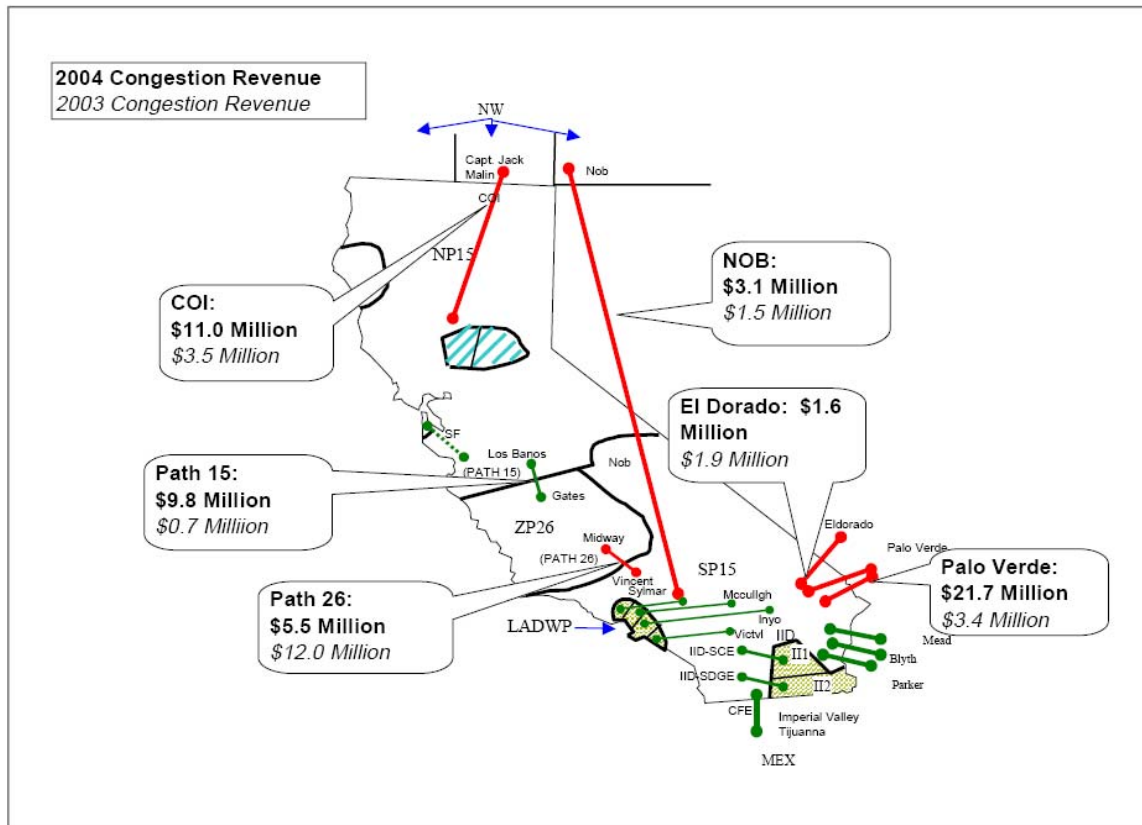 2004 Congestion Revenue
2003 Congestion Revenue
NW
Capt. Jack
Malin
Nob
COI
NP15
NOB:
$3.1 Million
$1.5 Million
COI:
$11.0 Million
$3.5 Million
El Dorado: $1.6
Million
$1.9 Million
SF
Los Banos
(PATH 15)
Nob
Path 15:
$9.8 Million
$0.7 Milliion
Gates
ZP26
Eldorado
Midway
(PATH 26)
Palo Verde
SP15
Palo Verde:
$21.7 Million
$3.4 Million
Vincent
Sylmar
Mccullgh
Path 26:
$5.5 Million
$12.0 Million
Inyo
LADWP
Victvl
IID
Mead
IID-SCE
II1
Blyth
IID-SDGE
II2
Parker
CFE
Imperial Valley
Tijuanna
MEX